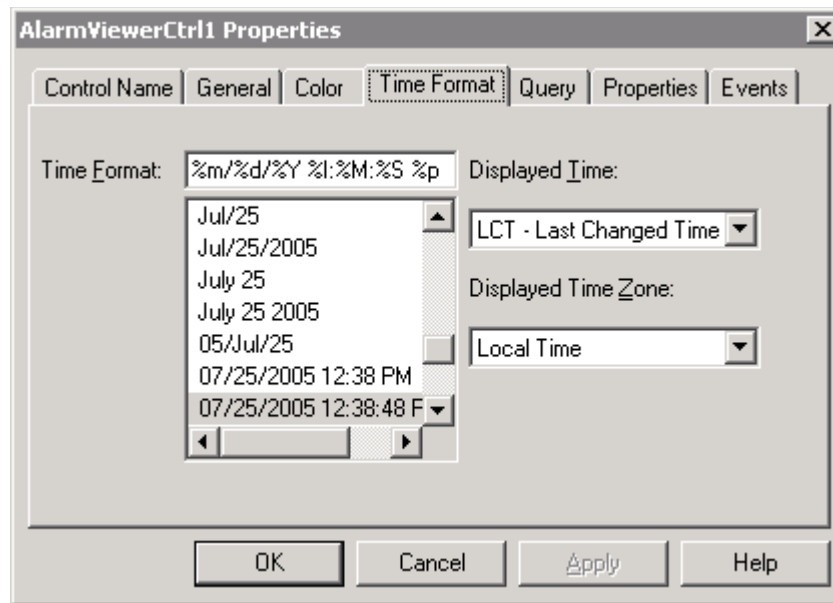 AlarmViewerCtrl1 Properties
Control Name General Color Time Format Query Properties Events
Time Format: %m/%d/%Y %I:%M:%S %p
Jul/25
Jul/25/2005
July 25
July 25 2005
05/Jul/25
07/25/2005 12:38 PM
07/25/2005 12:38:48 F
Displayed Time:
LCT - Last Changed Time
Displayed Time Zone:
Local Time
OK Cancel Apply Help